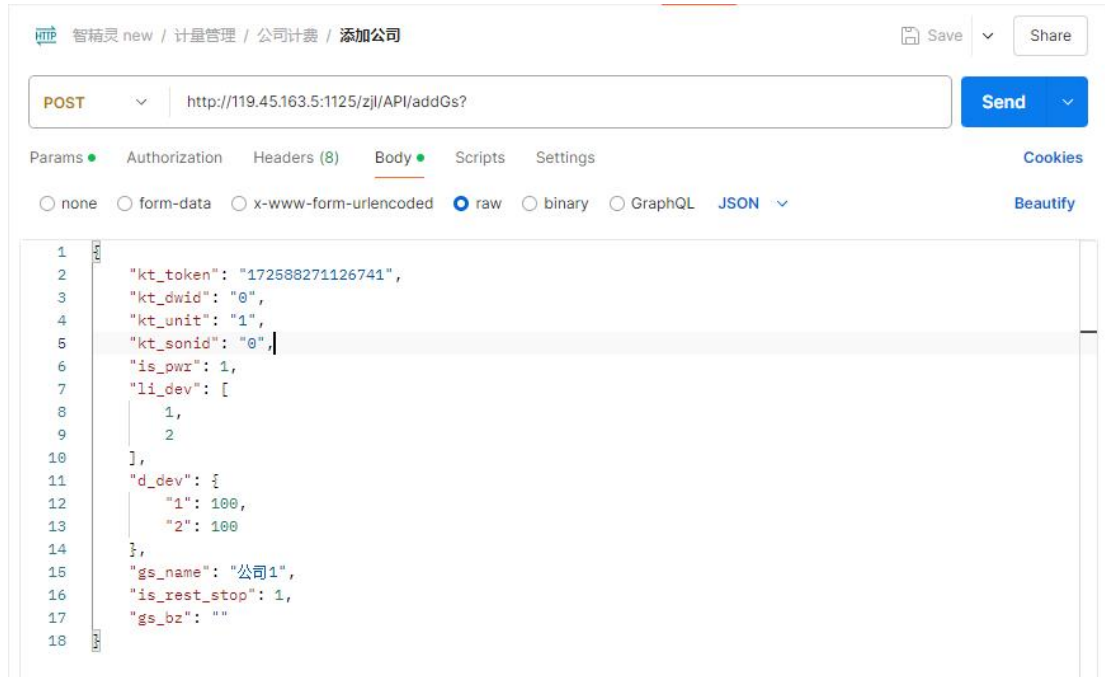 HTTP 智精灵 new / 计量管理 / 公司计费 / 添加公司 Save Share
POST http://119.45.163.5:1125/zjl/API/addGs? Send
Params Authorization Headers (8) Body Scripts Settings Cookies
none form-data x-www-form-urlencoded raw binary GraphQL JSON Beautify
1 {
2 "kt_token": "172588271126741",
3 "kt_dwid": "0",
4 "kt_unit": "1",
5 "kt_sonid": "0",
6 "is_pwr": 1,
7 "li_dev": [
8 1,
9 2
10 ],
11 "d_dev": {
12 "1": 100,
13 "2": 100
14 },
15 "gs_name": "公司1",
16 "is_rest_stop": 1,
17 "gs_bz": ""
18 }